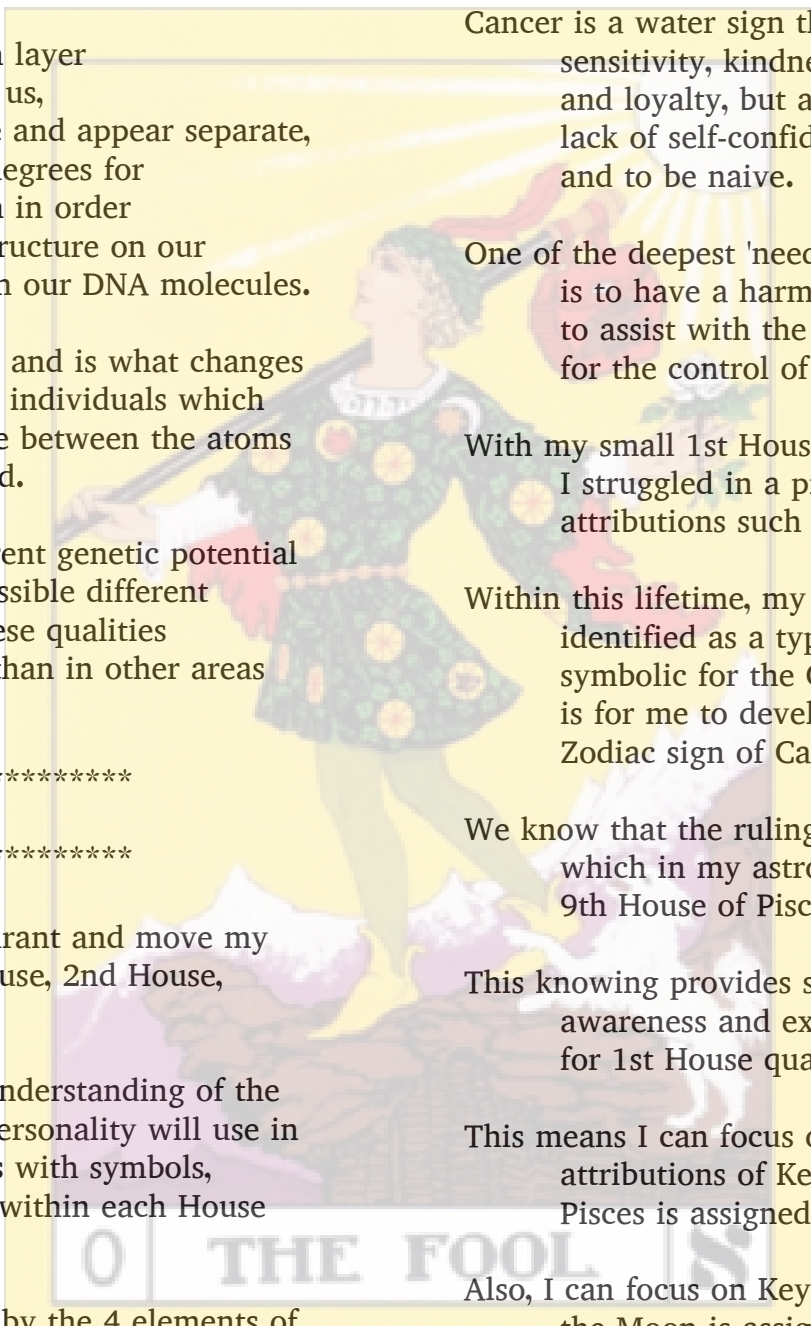 layer
us,
and appear separate,
egrees for
in order
ructure on our
our DNA molecules.
and is what changes
individuals which
between the atoms
d.
rent genetic potential
ssible different
ese qualities
than in other areas
*********
*********
urant and move my
use, 2nd House,
nderstanding of the
ersonality will use in
with symbols,
within each House
by the 4 elements of
Cancer is a water sign th
sensitivity, kindne
and loyalty, but a
lack of self-confid
and to be naive.
One of the deepest 'need
is to have a harm
to assist with the
for the control of
With my small 1st Hous
I struggled in a p
attributions such
Within this lifetime, my
identified as a typ
symbolic for the
is for me to devel
Zodiac sign of Ca
We know that the ruling
which in my astro
9th House of Pisc
This knowing provides s
awareness and ex
for 1st House qua
This means I can focus
attributions of Ke
Pisces is assigned
Also, I can focus on Key
the Moon is assig
0 THE FOOL